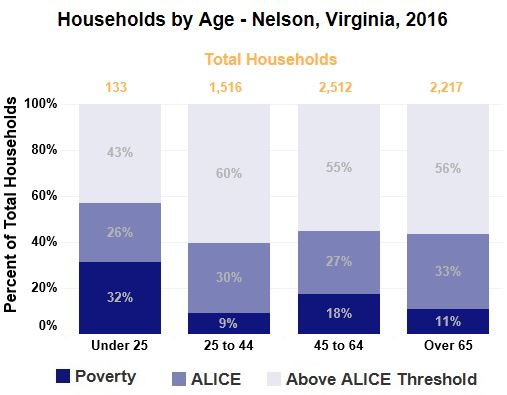 Households by Age - Nelson, Virginia, 2016
Total Households
133 1,516 2,512 2,217
Percent of Total Households
100%
80%
60%
40%
20%
0%
43% 60% 55% 56%
26% 30% 27% 33%
32% 9% 18% 11%
Under 25 25 to 44 45 to 64 Over 65
Poverty ALICE Above ALICE Threshold